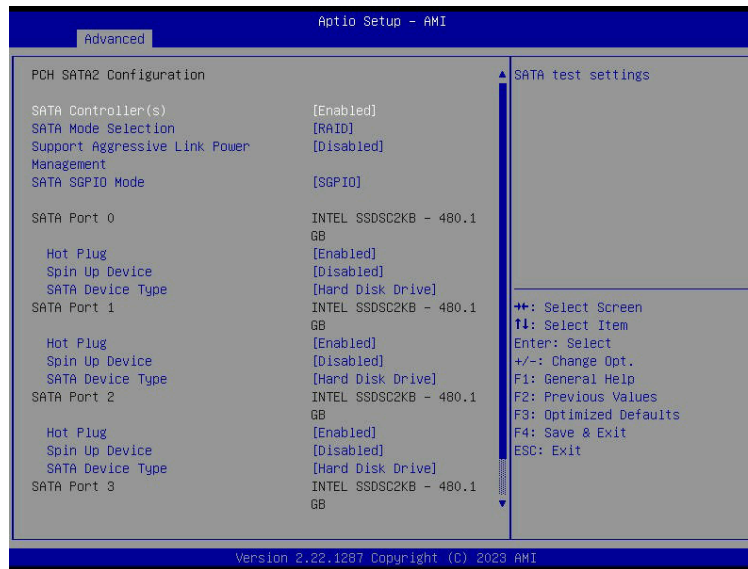 Aptio Setup – AMI
Advanced
PCH SATA2 Configuration
SATA Controller(s) [Enabled]
SATA Mode Selection [RAID]
Support Aggressive Link Power [Disabled]
Management
SATA SGPIO Mode [SGPIO]
SATA Port 0 INTEL SSDSC2KB – 480.1
GB
Hot Plug [Enabled]
Spin Up Device [Disabled]
SATA Device Type [Hard Disk Drive]
SATA Port 1 INTEL SSDSC2KB – 480.1
GB
Hot Plug [Enabled]
Spin Up Device [Disabled]
SATA Device Type [Hard Disk Drive]
SATA Port 2 INTEL SSDSC2KB – 480.1
GB
Hot Plug [Enabled]
Spin Up Device [Disabled]
SATA Device Type [Hard Disk Drive]
SATA Port 3 INTEL SSDSC2KB – 480.1
GB
SATA test settings
→←: Select Screen
↑↓: Select Item
Enter: Select
+/-: Change Opt.
F1: General Help
F2: Previous Values
F3: Optimized Defaults
F4: Save & Exit
ESC: Exit
Version 2.22.1287 Copyright (C) 2023 AMI